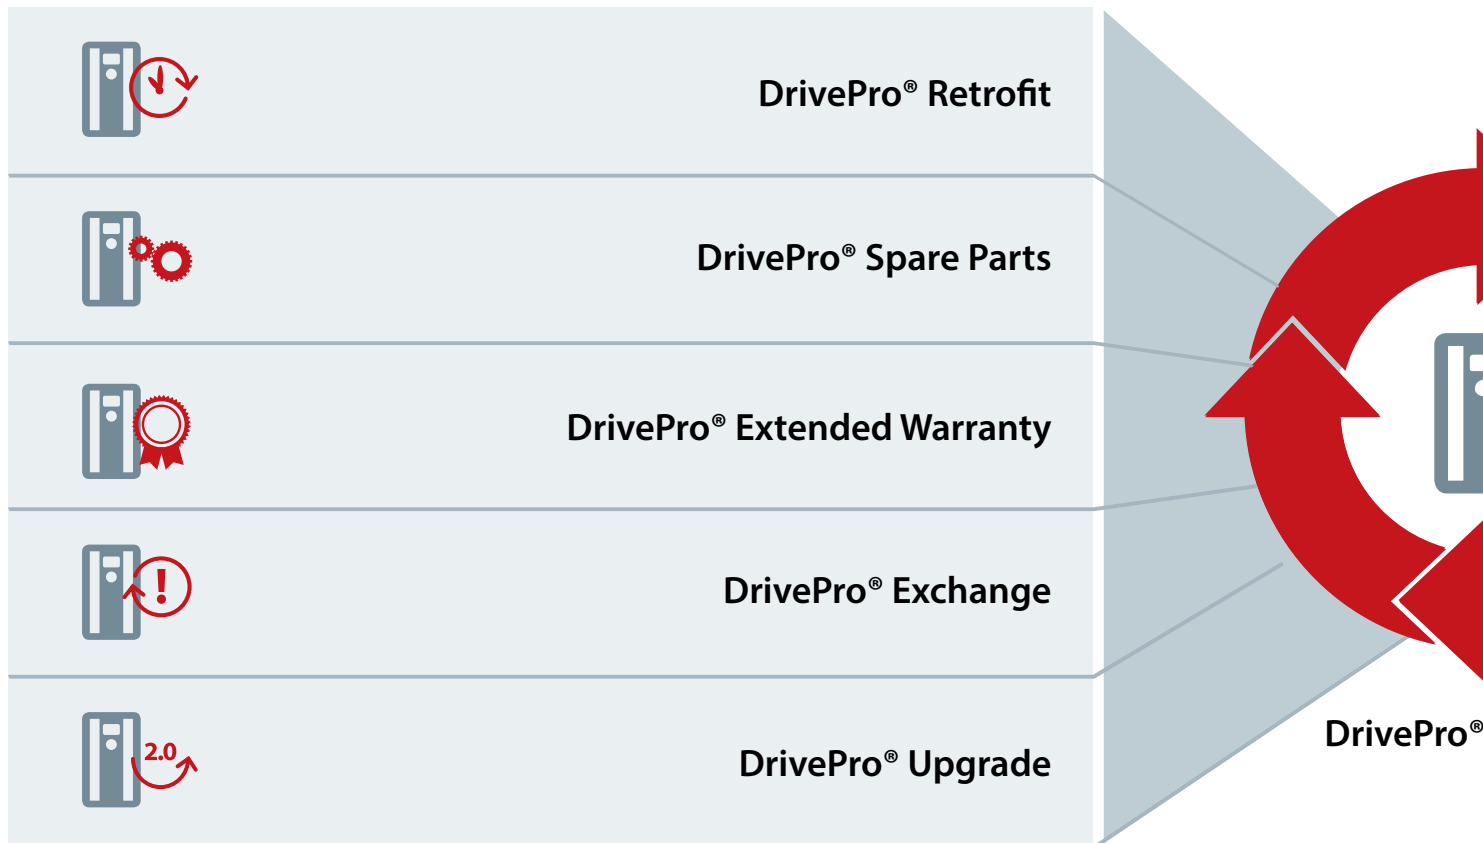 DrivePro® Retrofit
DrivePro® Spare Parts
DrivePro® Extended Warranty
!
DrivePro® Exchange
2.0
DrivePro® Upgrade
DrivePro®